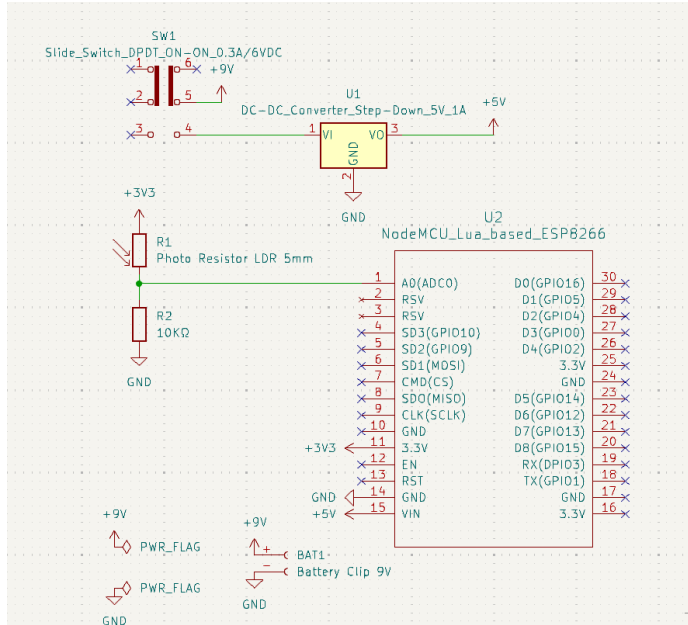 SW1
Slide_Switch_DPDT_ON-ON_0.3A/6VDC
1 6
+9V
2 5
3 4
U1
DC-DC_Converter_Step-Down_5V_1A
+5V
1 VI VO 3
GND
2
GND
+3V3
R1
Photo Resistor LDR 5mm
R2
10KΩ
GND
U2
NodeMCU_Lua_based_ESP8266
1 A0(ADC0) D0(GPIO16) 30
2 RSV D1(GPIO5) 29
3 RSV D2(GPIO4) 28
4 SD3(GPIO10) D3(GPIO0) 27
5 SD2(GPIO9) D4(GPIO2) 26
6 SD1(MOSI) 3.3V 25
7 CMD(CS) GND 24
8 SDO(MISO) D5(GPIO14) 23
9 CLK(SCLK) D6(GPIO12) 22
10 GND D7(GPIO13) 21
+3V3 11 3.3V D8(GPIO15) 20
12 EN RX(DPIO3) 19
13 RST TX(GPIO1) 18
GND 14 GND GND 17
+5V 15 VIN 3.3V 16
+9V
PWR_FLAG
PWR_FLAG
GND
+9V
+ BAT1
- Battery Clip 9V
GND